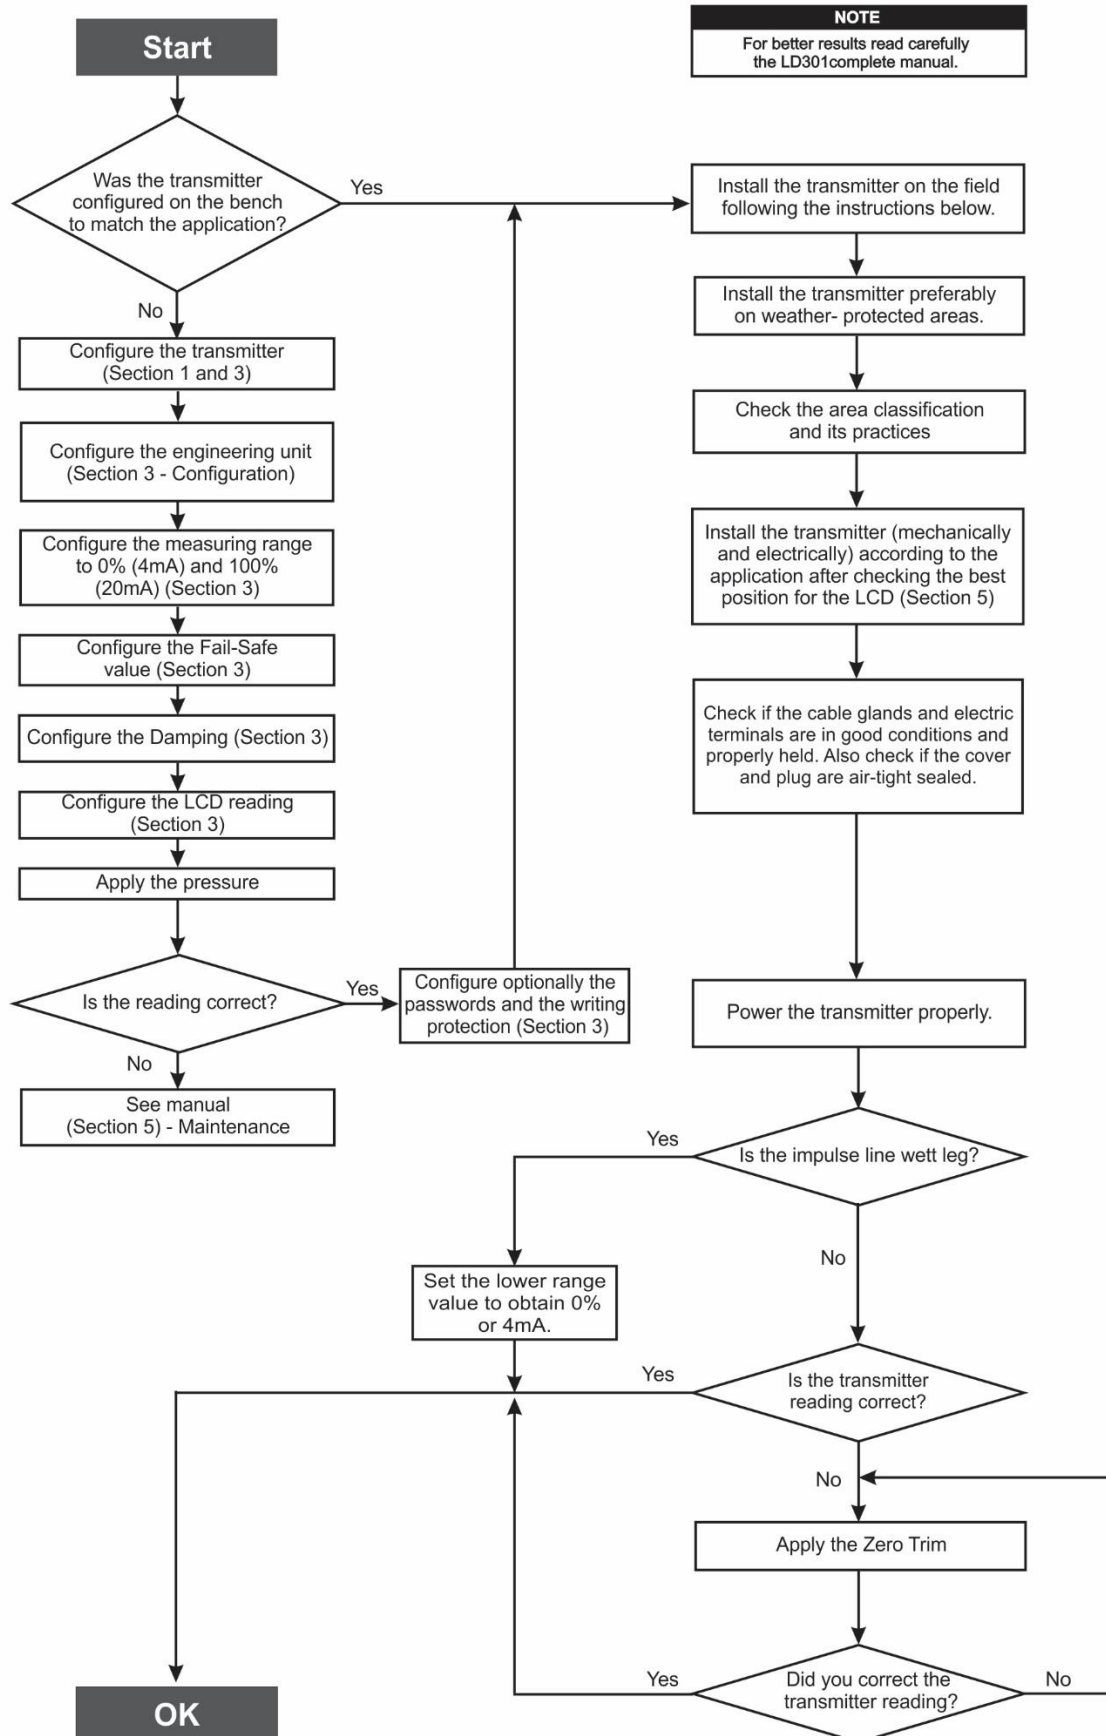 Start
NOTE
For better results read carefully
the LD301complete manual.
Was the transmitter
configured on the bench
to match the application?
Yes
No
Configure the transmitter
(Section 1 and 3)
Configure the engineering unit
(Section 3 - Configuration)
Configure the measuring range
to 0% (4mA) and 100%
(20mA) (Section 3)
Configure the Fail-Safe
value (Section 3)
Configure the Damping (Section 3)
Configure the LCD reading
(Section 3)
Apply the pressure
Is the reading correct?
Yes
Configure optionally the
passwords and the writing
protection (Section 3)
No
See manual
(Section 5) - Maintenance
Install the transmitter on the field
following the instructions below.
Install the transmitter preferably
on weather- protected areas.
Check the area classification
and its practices
Install the transmitter (mechanically
and electrically) according to the
application after checking the best
position for the LCD (Section 5)
Check if the cable glands and electric
terminals are in good conditions and
properly held. Also check if the cover
and plug are air-tight sealed.
Power the transmitter properly.
Is the impulse line wett leg?
Yes
No
Set the lower range
value to obtain 0%
or 4mA.
Is the transmitter
reading correct?
Yes
No
Apply the Zero Trim
Did you correct the
transmitter reading?
Yes
No
OK